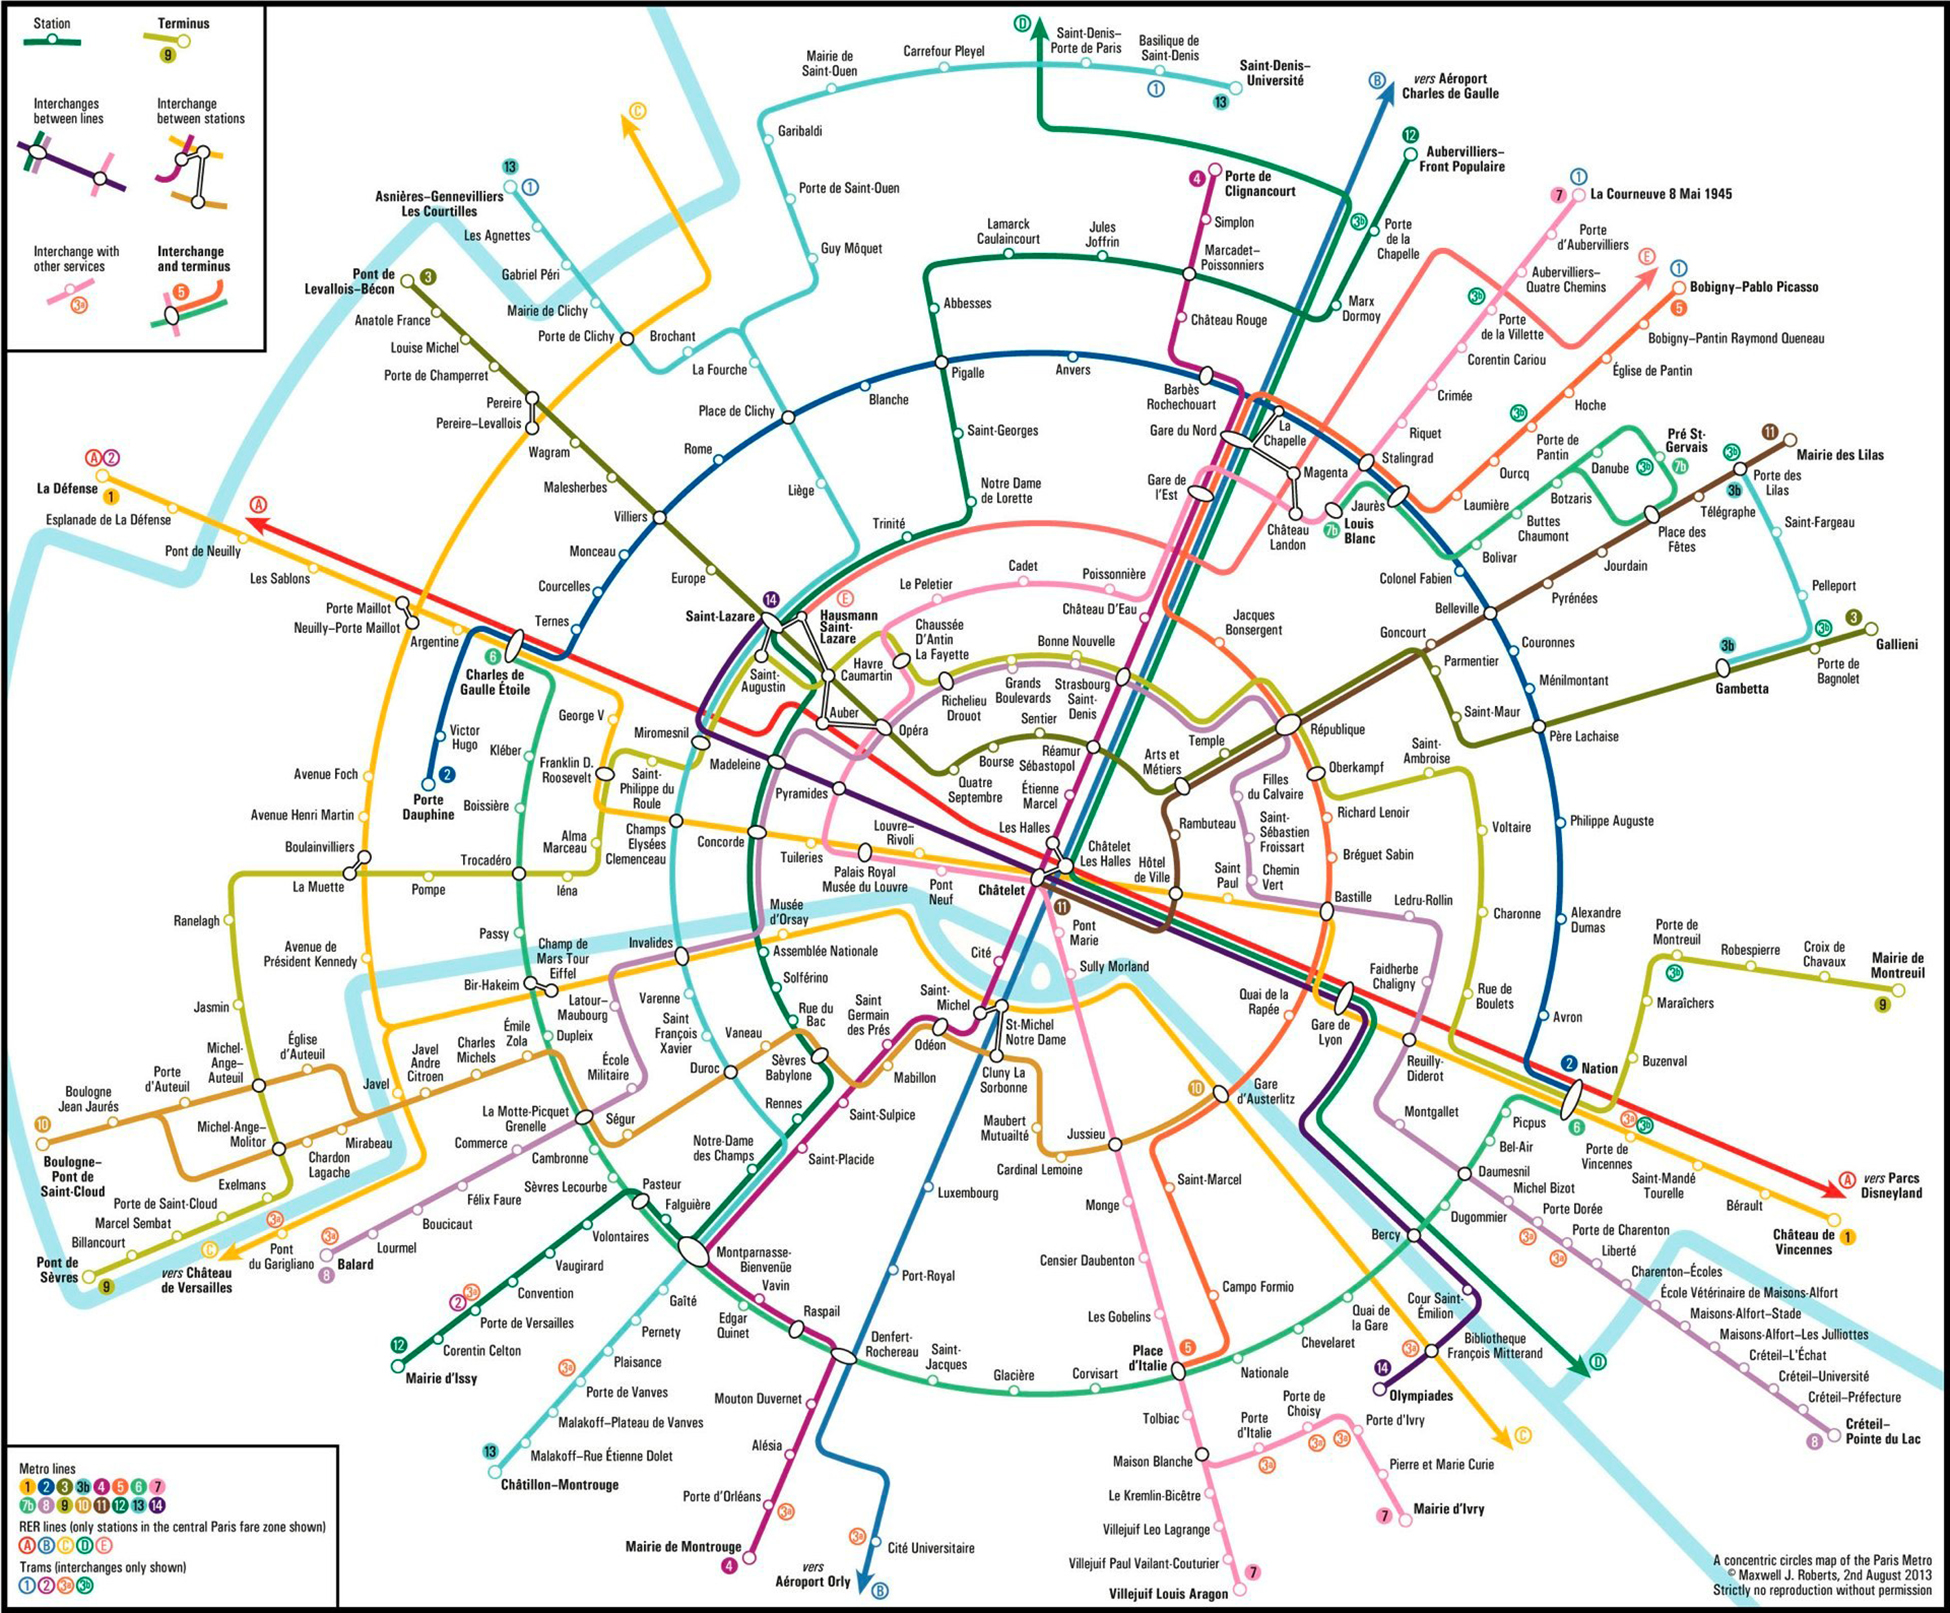 Station
Terminus
9
Interchanges
between lines
Interchange
between stations
Interchange with
other services
3a
Interchange
and terminus
5
D
Saint-Denis–
Porte de Paris
Basilique de
Saint-Denis
1
Saint-Denis–
Université
13
Carrefour Pleyel
Mairie de
Saint-Ouen
Garibaldi
Porte de Saint-Ouen
Guy Môquet
B
vers Aéroport
Charles de Gaulle
12
Aubervilliers–
Front Populaire
3b
Porte
de la
Chapelle
Marx
Dormoy
C
13
1
Asnières–Gennevilliers
Les Courtilles
Les Agnettes
Gabriel Péri
Mairie de Clichy
Porte de Clichy
Brochant
La Fourche
Place de Clichy
Liège
4
Porte de
Clignancourt
Simplon
Marcadet–
Poissonniers
Château Rouge
Barbès
Rochechouart
Lamarck
Caulaincourt
Jules
Joffrin
Abbesses
Pigalle
Anvers
Blanche
Saint-Georges
Notre Dame
de Lorette
Trinité
1
7
La Courneuve 8 Mai 1945
Porte
d'Aubervilliers
Aubervilliers–
Quatre Chemins
3b
Porte
de la Villette
Corentin Cariou
Crimée
Riquet
Stalingrad
E
1
Bobigny–Pablo Picasso
5
Bobigny–Pantin Raymond Queneau
Église de Pantin
Hoche
3b
Porte de
Pantin
Ourcq
Laumière
Jaurès
Louis
Blanc
7b
Pont de
Levallois–Bécon
3
Anatole France
Louise Michel
Porte de Champerret
Pereire
Pereire–Levallois
Wagram
Malesherbes
Villiers
Europe
Rome
Monceau
Courcelles
Ternes
Gare du Nord
La
Chapelle
Magenta
Gare de
l'Est
Château
Landon
Danube
3b
Pré St-
Gervais
7b
Botzaris
Buttes
Chaumont
Bolivar
Place des
Fêtes
11
Mairie des Lilas
3b
Porte des
Lilas
3b
Télégraphe
Jourdain
Pyrénées
Saint-Fargeau
Pelleport
3b
Gambetta
3b
3
Gallieni
Porte de
Bagnolet
Colonel Fabien
Belleville
Goncourt
Couronnes
Parmentier
Ménilmontant
Saint-Maur
Père Lachaise
A 2
La Défense
1
Esplanade de La Défense
Pont de Neuilly
Les Sablons
A
Porte Maillot
Neuilly–Porte Maillot
Argentine
6
Charles de
Gaulle Étoile
Victor
Hugo
2
Porte
Dauphine
Kléber
Boissière
Trocadéro
Passy
George V
Franklin D.
Roosevelt
Saint-
Philippe du
Roule
Alma
Marceau
Iéna
Pompe
La Muette
Boulainvilliers
Avenue Foch
Avenue Henri Martin
Avenue de
Président Kennedy
Ranelagh
Jasmin
14
Saint-Lazare
E
Hausmann
Saint-
Lazare
Saint-
Augustin
Miromesnil
Havre
Caumartin
Auber
Opéra
Madeleine
Pyramides
Chaussée
D'Antin
La Fayette
Le Peletier
Cadet
Poissonnière
Château D'Eau
Bonne Nouvelle
Grands
Boulevards
Richelieu
Drouot
Strasbourg
Saint-
Denis
Sentier
Réamur
Sébastopol
Bourse
Quatre
Septembre
Étienne
Marcel
Les Halles
Châtelet
Les Halles
Châtelet
11
Jacques
Bonsergent
République
Temple
Arts et
Métiers
Oberkampf
Filles
du Calvaire
Rambuteau
Saint-
Sébastien
Froissart
Chemin
Vert
Richard Lenoir
Bréguet Sabin
Bastille
Saint-
Ambroise
Voltaire
Charonne
Philippe Auguste
Alexandre
Dumas
Avron
Champs
Elysées
Clemenceau
Concorde
Tuileries
Louvre–
Rivoli
Palais Royal
Musée du Louvre
Pont
Neuf
Hôtel
de Ville
Saint
Paul
Ledru-Rollin
Faidherbe
Chaligny
Rue de
Boulets
Pont
Marie
Sully Morland
Cité
Musée
d'Orsay
Invalides
Assemblée Nationale
Solférino
Champ de
Mars Tour
Eiffel
Bir-Hakeim
Latour–
Maubourg
Varenne
Saint
François
Xavier
Vaneau
Rue du
Bac
Saint
Germain
des Prés
Saint-
Michel
St-Michel
Notre Dame
Odéon
Cluny La
Sorbonne
Sèvres
Babylone
Mabillon
Duroc
École
Militaire
Dupleix
Émile
Zola
Charles
Michels
Javel
Andre
Citroen
Javel
Église
d'Auteuil
Michel-
Ange–
Auteuil
Porte
d'Auteuil
Boulogne
Jean Jaurés
10
Boulogne–
Pont de
Saint-Cloud
Michel-Ange–
Molitor
Chardon
Lagache
Mirabeau
Exelmans
Porte de Saint-Cloud
Marcel Sembat
Billancourt
Pont de
Sèvres
9
3a
Pont
du Garigliano
C
vers Château
de Versailles
La Motte-Picquet
Grenelle
Commerce
Cambronne
Ségur
Sèvres Lecourbe
Félix Faure
Boucicaut
Lourmel
3a
8
Balard
Pasteur
Falguière
Volontaires
Vaugirard
Convention
2
3a
Porte de Versailles
Corentin Celton
12
Mairie d'Issy
Notre-Dame
des Champs
Rennes
Saint-Sulpice
Saint-Placide
Montparnasse-
Bienvenüe
Vavin
Gaîté
Pernety
Plaisance
3a
Porte de Vanves
Malakoff–Plateau de Vanves
13
Malakoff–Rue Étienne Dolet
Châtillon–Montrouge
Edgar
Quinet
Raspail
Denfert-
Rochereau
Mouton Duvernet
Alésia
Porte d'Orléans
3a
Mairie de Montrouge
4
Luxembourg
Port-Royal
3a
Cité Universitaire
vers
Aéroport Orly
B
Saint-
Jacques
Glacière
Corvisart
Maubert
Mutuailté
Cardinal Lemoine
Jussieu
Monge
Censier Daubenton
Les Gobelins
5
Place
d'Italie
Tolbiac
Maison Blanche
Le Kremlin-Bicêtre
Villejuif Leo Lagrange
Villejuif Paul Vailant-Couturier
7
Villejuif Louis Aragon
Porte
d'Italie
3a
Porte de
Choisy
3a
3a
Porte d'Ivry
Pierre et Marie Curie
7
Mairie d'Ivry
Quai de la
Rapée
Gare de
Lyon
10
Gare
d'Austerlitz
Saint-Marcel
Campo Formio
Nationale
Chevelaret
Quai de
la Gare
Bercy
Cour Saint-
Émilion
3a
Bibliotheque
François Mitterand
14
Olympiades
C
D
Reuilly-
Diderot
Montgallet
Daumesnil
Dugommier
Bel-Air
Picpus
6
2
Nation
3a
3b
Porte de
Vincennes
Saint-Mandé
Tourelle
Bérault
Château de
Vincennes
1
A
vers Parcs
Disneyland
Buzenval
Maraîchers
Porte de
Montreuil
3b
Robespierre
Croix de
Chavaux
Mairie de
Montreuil
9
Michel Bizot
Porte Dorée
3a
Porte de Charenton
3a
Liberté
Charenton–Écoles
École Vétérinaire de Maisons-Alfort
Maisons-Alfort–Stade
Maisons-Alfort–Les Julliottes
Créteil–L'Échat
Créteil–Université
Créteil–Préfecture
8
Créteil–
Pointe du Lac
Metro lines
1 2 3 3b 4 5 6 7
7b 8 9 10 11 12 13 14
RER lines (only stations in the central Paris fare zone shown)
A B C D E
Trams (interchanges only shown)
1 2 3a 3b
A concentric circles map of the Paris Metro
© Maxwell J. Roberts, 2nd August 2013
Strictly no reproduction without permission